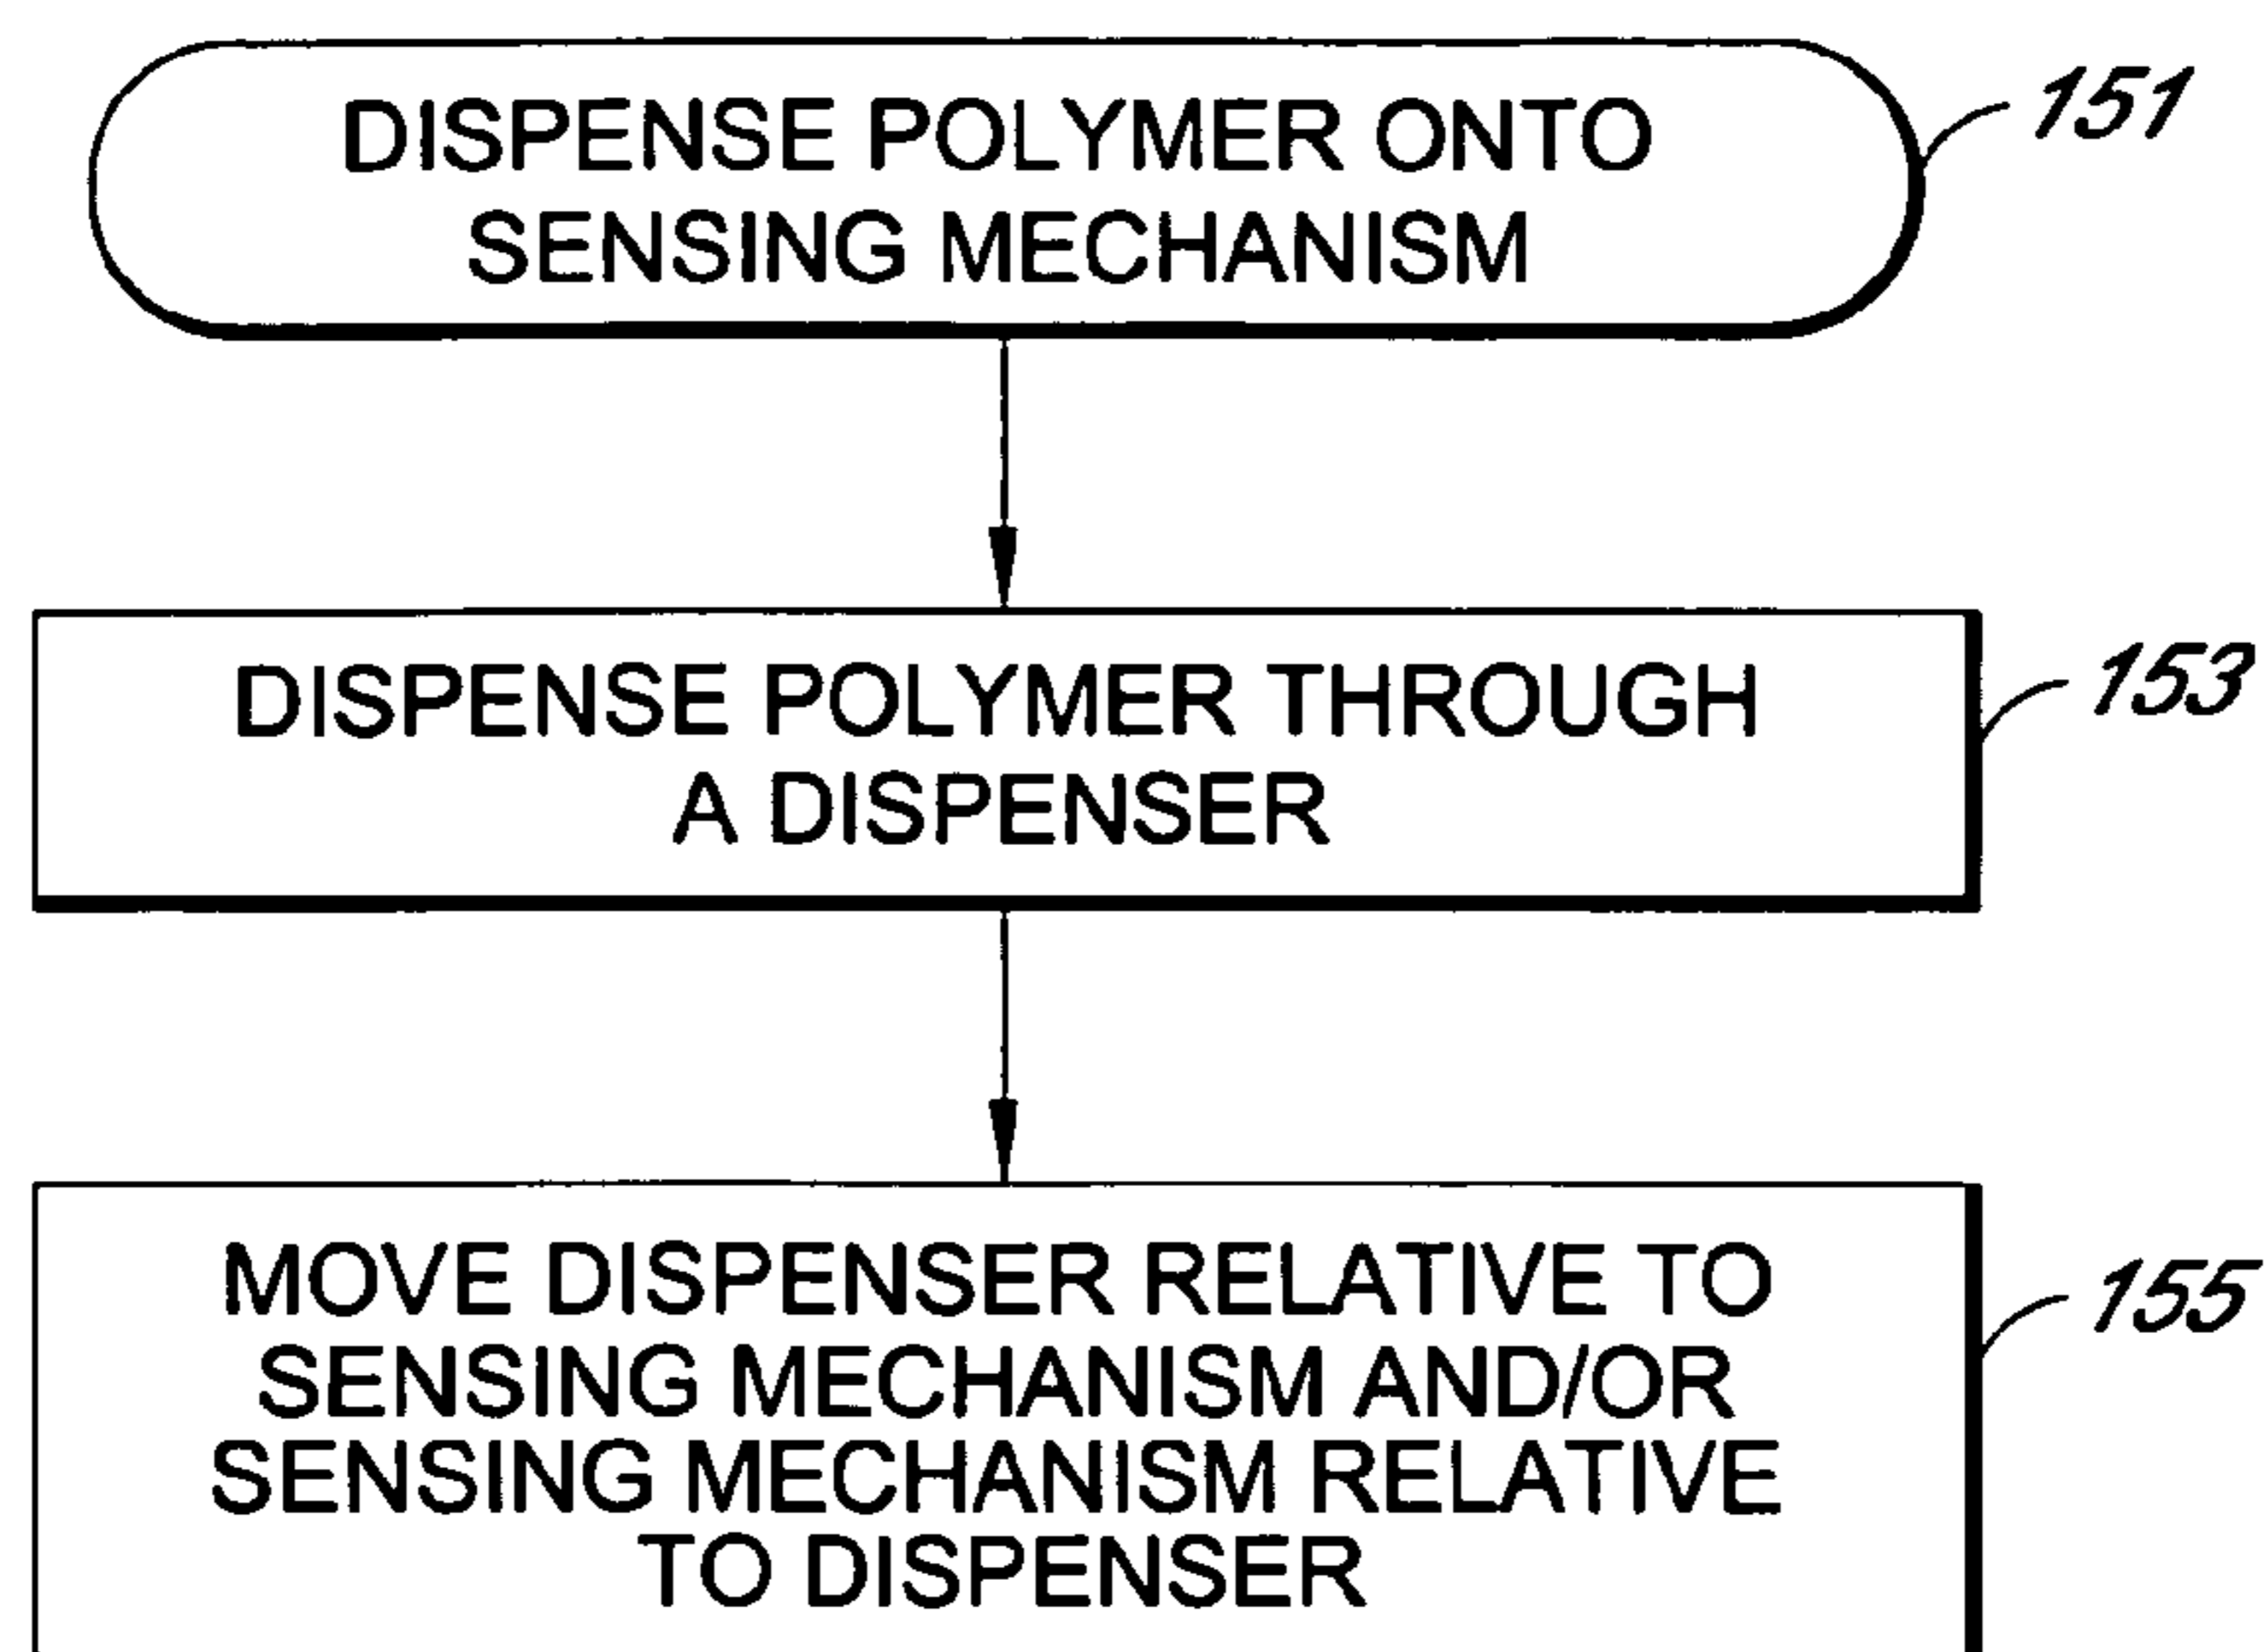 DISPENSE POLYMER ONTO
SENSING MECHANISM
151
DISPENSE POLYMER THROUGH
A DISPENSER
153
MOVE DISPENSER RELATIVE TO
SENSING MECHANISM AND/OR
SENSING MECHANISM RELATIVE
TO DISPENSER
155